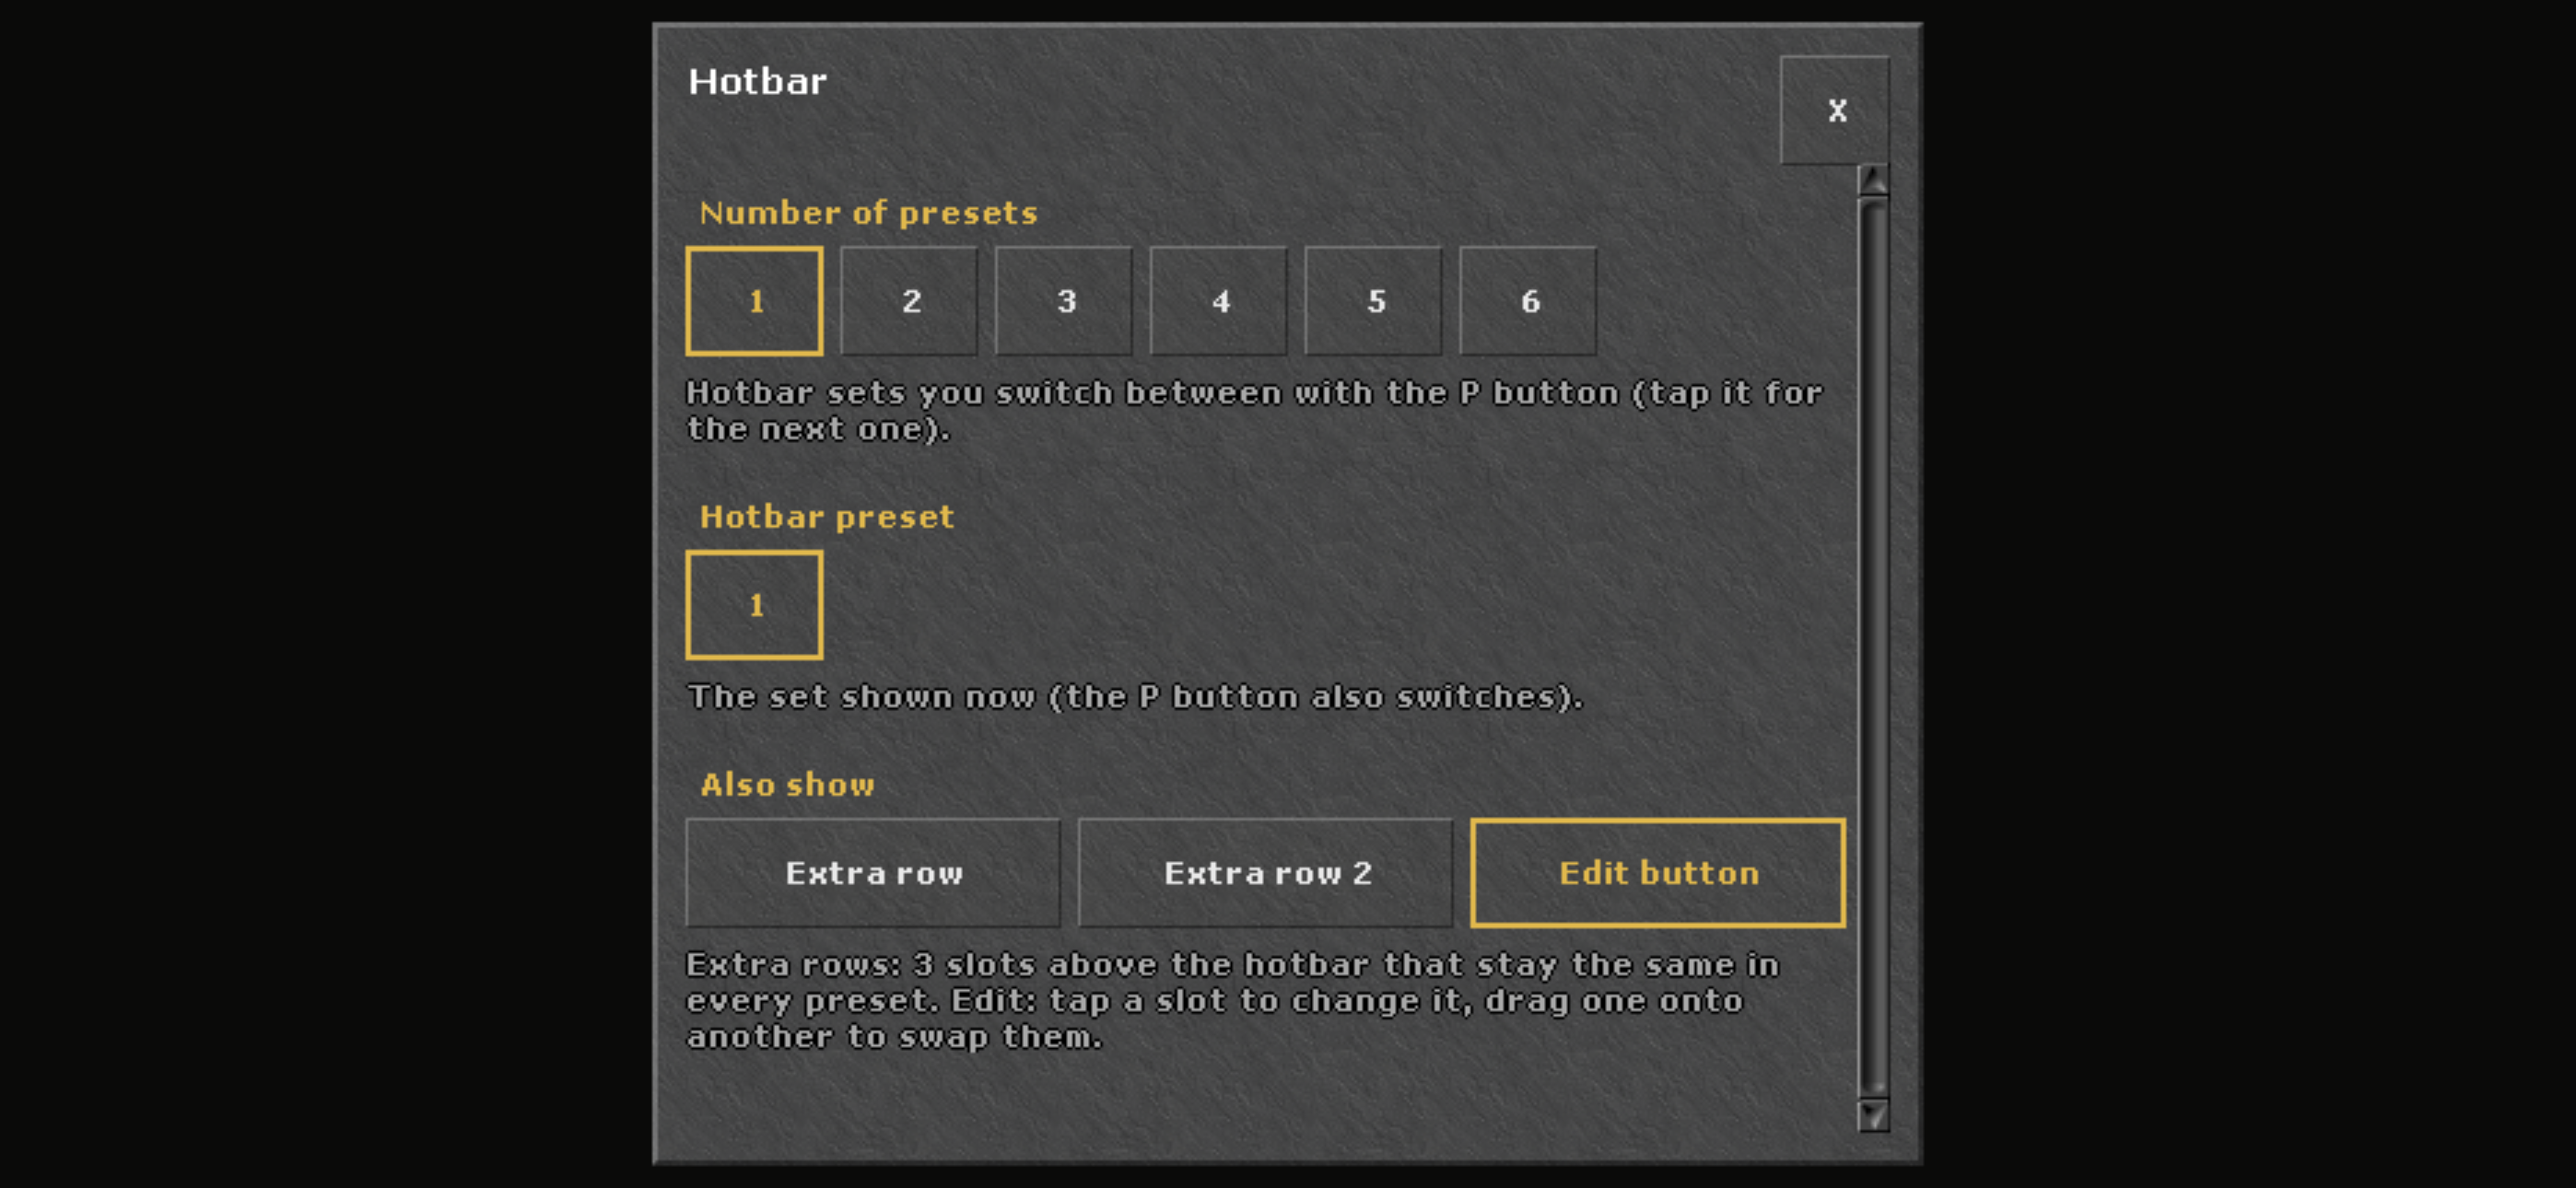 Hotbar
X
Number of presets
1 2 3 4 5 6
Hotbar sets you switch between with the P button (tap it for
the next one).
Hotbar preset
1
The set shown now (the P button also switches).
Also show
Extra row Extra row 2 Edit button
Extra rows: 3 slots above the hotbar that stay the same in
every preset. Edit: tap a slot to change it, drag one onto
another to swap them.